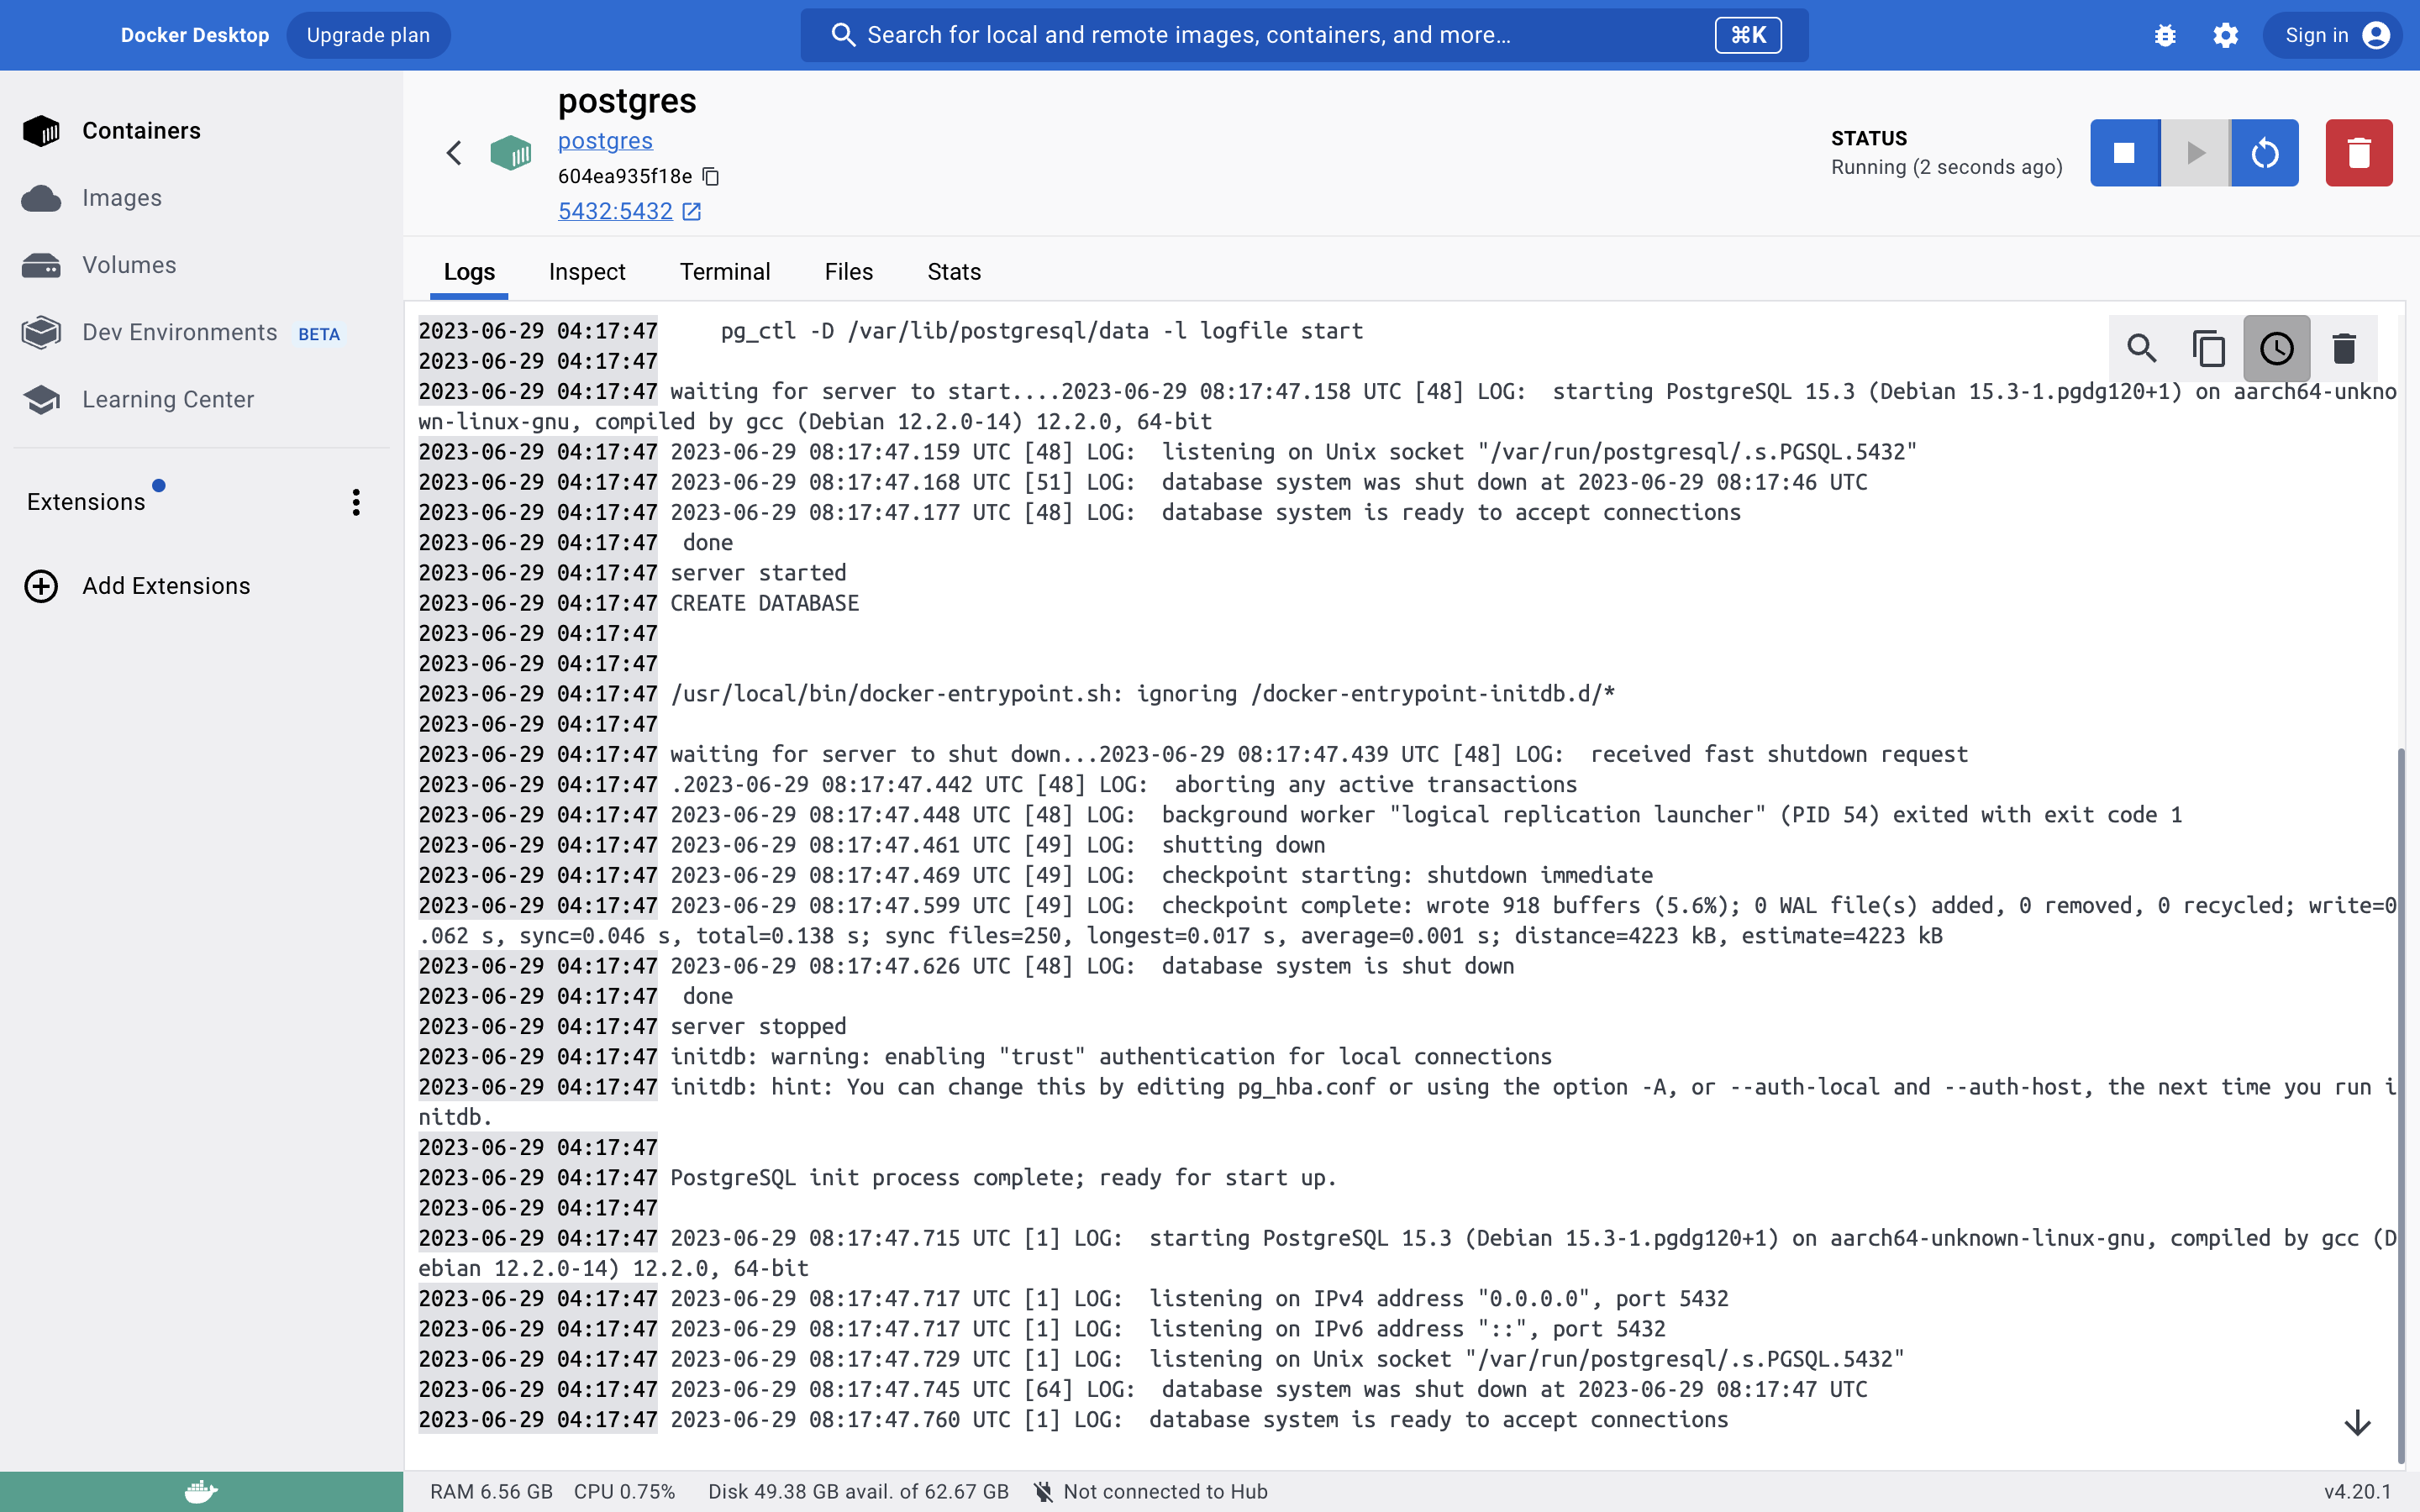 Docker Desktop
Upgrade plan
Search for local and remote images, containers, and more...
⌘K
Sign in
Containers
Images
Volumes
Dev Environments BETA
Learning Center
Extensions
Add Extensions
postgres
postgres
604ea935f18e
5432:5432
STATUS
Running (2 seconds ago)
Logs
Inspect
Terminal
Files
Stats
2023-06-29 04:17:47     pg_ctl -D /var/lib/postgresql/data -l logfile start
2023-06-29 04:17:47
2023-06-29 04:17:47 waiting for server to start....2023-06-29 08:17:47.158 UTC [48] LOG:  starting PostgreSQL 15.3 (Debian 15.3-1.pgdg120+1) on aarch64-unkno
wn-linux-gnu, compiled by gcc (Debian 12.2.0-14) 12.2.0, 64-bit
2023-06-29 04:17:47 2023-06-29 08:17:47.159 UTC [48] LOG:  listening on Unix socket "/var/run/postgresql/.s.PGSQL.5432"
2023-06-29 04:17:47 2023-06-29 08:17:47.168 UTC [51] LOG:  database system was shut down at 2023-06-29 08:17:46 UTC
2023-06-29 04:17:47 2023-06-29 08:17:47.177 UTC [48] LOG:  database system is ready to accept connections
2023-06-29 04:17:47  done
2023-06-29 04:17:47 server started
2023-06-29 04:17:47 CREATE DATABASE
2023-06-29 04:17:47
2023-06-29 04:17:47
2023-06-29 04:17:47 /usr/local/bin/docker-entrypoint.sh: ignoring /docker-entrypoint-initdb.d/*
2023-06-29 04:17:47
2023-06-29 04:17:47 waiting for server to shut down...2023-06-29 08:17:47.439 UTC [48] LOG:  received fast shutdown request
2023-06-29 04:17:47 .2023-06-29 08:17:47.442 UTC [48] LOG:  aborting any active transactions
2023-06-29 04:17:47 2023-06-29 08:17:47.448 UTC [48] LOG:  background worker "logical replication launcher" (PID 54) exited with exit code 1
2023-06-29 04:17:47 2023-06-29 08:17:47.461 UTC [49] LOG:  shutting down
2023-06-29 04:17:47 2023-06-29 08:17:47.469 UTC [49] LOG:  checkpoint starting: shutdown immediate
2023-06-29 04:17:47 2023-06-29 08:17:47.599 UTC [49] LOG:  checkpoint complete: wrote 918 buffers (5.6%); 0 WAL file(s) added, 0 removed, 0 recycled; write=0
.062 s, sync=0.046 s, total=0.138 s; sync files=250, longest=0.017 s, average=0.001 s; distance=4223 kB, estimate=4223 kB
2023-06-29 04:17:47 2023-06-29 08:17:47.626 UTC [48] LOG:  database system is shut down
2023-06-29 04:17:47  done
2023-06-29 04:17:47 server stopped
2023-06-29 04:17:47 initdb: warning: enabling "trust" authentication for local connections
2023-06-29 04:17:47 initdb: hint: You can change this by editing pg_hba.conf or using the option -A, or --auth-local and --auth-host, the next time you run i
nitdb.
2023-06-29 04:17:47
2023-06-29 04:17:47 PostgreSQL init process complete; ready for start up.
2023-06-29 04:17:47
2023-06-29 04:17:47 2023-06-29 08:17:47.715 UTC [1] LOG:  starting PostgreSQL 15.3 (Debian 15.3-1.pgdg120+1) on aarch64-unknown-linux-gnu, compiled by gcc (D
ebian 12.2.0-14) 12.2.0, 64-bit
2023-06-29 04:17:47 2023-06-29 08:17:47.717 UTC [1] LOG:  listening on IPv4 address "0.0.0.0", port 5432
2023-06-29 04:17:47 2023-06-29 08:17:47.717 UTC [1] LOG:  listening on IPv6 address "::", port 5432
2023-06-29 04:17:47 2023-06-29 08:17:47.729 UTC [1] LOG:  listening on Unix socket "/var/run/postgresql/.s.PGSQL.5432"
2023-06-29 04:17:47 2023-06-29 08:17:47.745 UTC [64] LOG:  database system was shut down at 2023-06-29 08:17:47 UTC
2023-06-29 04:17:47 2023-06-29 08:17:47.760 UTC [1] LOG:  database system is ready to accept connections
RAM 6.56 GB CPU 0.75% Disk 49.38 GB avail. of 62.67 GB Not connected to Hub
v4.20.1